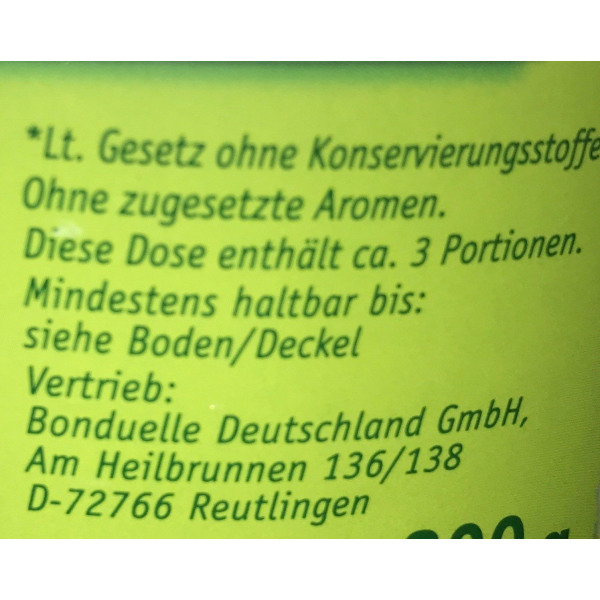 *Lt. Gesetz ohne Konservierungsstoffe
Ohne zugesetzte Aromen.
Diese Dose enthält ca. 3 Portionen.
Mindestens haltbar bis:
siehe Boden/Deckel
Vertrieb:
Bonduelle Deutschland GmbH,
Am Heilbrunnen 136/138
D-72766 Reutlingen